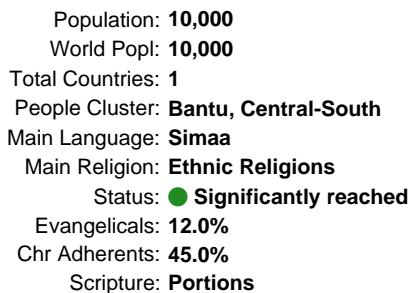 Population: 10,000
World Popl: 10,000
Total Countries: 1
People Cluster: Bantu, Central-South
Main Language: Simaa
Main Religion: Ethnic Religions
Status: Significantly reached
Evangelicals: 12.0%
Chr Adherents: 45.0%
Scripture: Portions